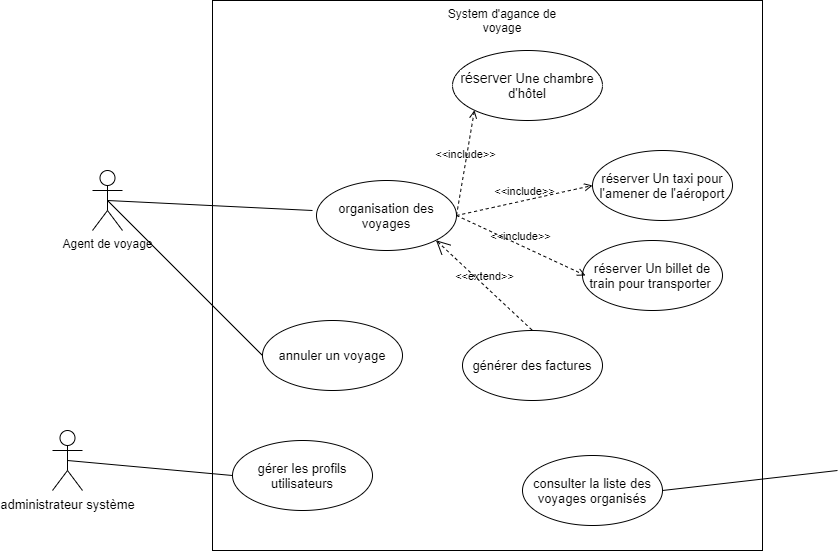 System d'agance de
voyage
réserver Une chambre
d'hôtel
<<include>>
réserver Un taxi pour
l'amener de l'aéroport
<<include>>
organisation des
voyages
<<include>>
Agent de voyage
réserver Un billet de
train pour transporter
<<extend>>
annuler un voyage
générer des factures
gérer les profils
utilisateurs
consulter la liste des
voyages organisés
administrateur système